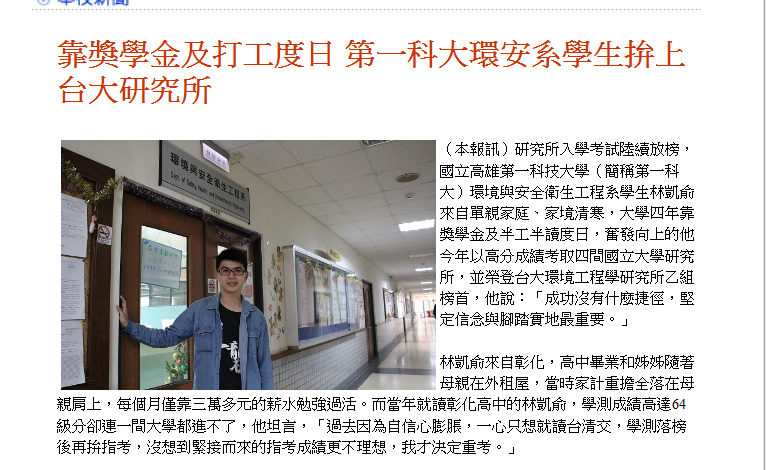 本校新聞
靠獎學金及打工度日 第一科大環安系學生拚上
台大研究所
環境與安全衛生工程系
（本報訊）研究所入學考試陸續放榜，
國立高雄第一科技大學（簡稱第一科
大）環境與安全衛生工程系學生林凱俞
來自單親家庭、家境清寒，大學四年靠
獎學金及半工半讀度日，奮發向上的他
今年以高分成績考取四間國立大學研究
所，並榮登台大環境工程學研究所乙組
榜首，他說：「成功沒有什麼捷徑，堅
定信念與腳踏實地最重要。」
林凱俞來自彰化，高中畢業和姊姊隨著
母親在外租屋，當時家計重擔全落在母
親肩上，每個月僅靠三萬多元的薪水勉強過活。而當年就讀彰化高中的林凱俞，學測成績高達64
級分卻連一間大學都進不了，他坦言，「過去因為自信心膨脹，一心只想就讀台清交，學測落榜
後再拚指考，沒想到緊接而來的指考成績更不理想，我才決定重考。」